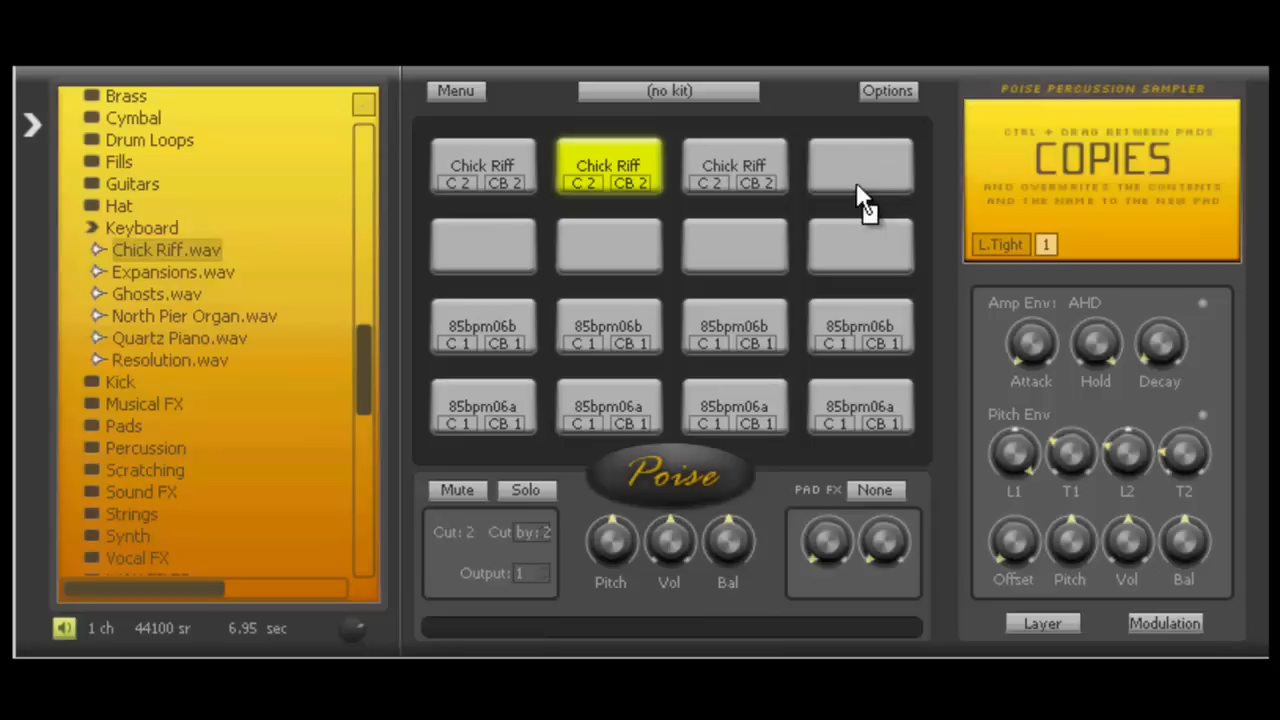 Brass
Cymbal
Drum Loops
Fills
Guitars
Hat
Keyboard
Chick Riff.wav
Expansions.wav
Ghosts.wav
North Pier Organ.wav
Quartz Piano.wav
Resolution.wav
Kick
Musical FX
Pads
Percussion
Scratching
Sound FX
Strings
Synth
Vocal FX
1 ch 44100 sr 6.95 sec
Menu (no kit) Options
Chick Riff Chick Riff Chick Riff
C 2 CB 2 C 2 CB 2 C 2 CB 2
85bpm06b 85bpm06b 85bpm06b 85bpm06b
C 1 CB 1 C 1 CB 1 C 1 CB 1 C 1 CB 1
85bpm06a 85bpm06a 85bpm06a 85bpm06a
C 1 CB 1 C 1 CB 1 C 1 CB 1 C 1 CB 1
Poise
Mute Solo
Cut: 2 Cut by: 2
Output: 1
Pitch Vol Bal
PAD FX None
POISE PERCUSSION SAMPLER
CTRL + DRAG BETWEEN PADS
COPIES
AND OVERWRITES THE CONTENTS
AND THE NAME TO THE NEW PAD
L.Tight 1
Amp Env: AHD
Attack Hold Decay
Pitch Env
L1 T1 L2 T2
Offset Pitch Vol Bal
Layer Modulation